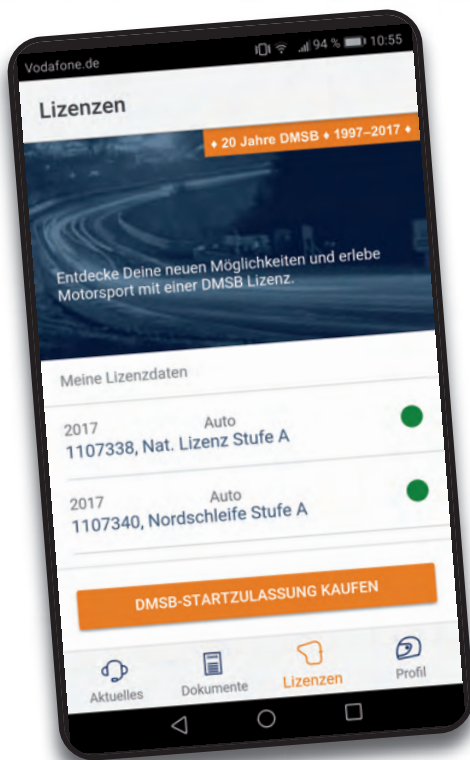 Vodafone.de 94 % 10:55
Lizenzen
♦ 20 Jahre DMSB ♦ 1997–2017 ♦
Entdecke Deine neuen Möglichkeiten und erlebe
Motorsport mit einer DMSB Lizenz.
Meine Lizenzdaten
2017 Auto
1107338, Nat. Lizenz Stufe A
2017 Auto
1107340, Nordschleife Stufe A
DMSB-STARTZULASSUNG KAUFEN
Aktuelles Dokumente Lizenzen Profil